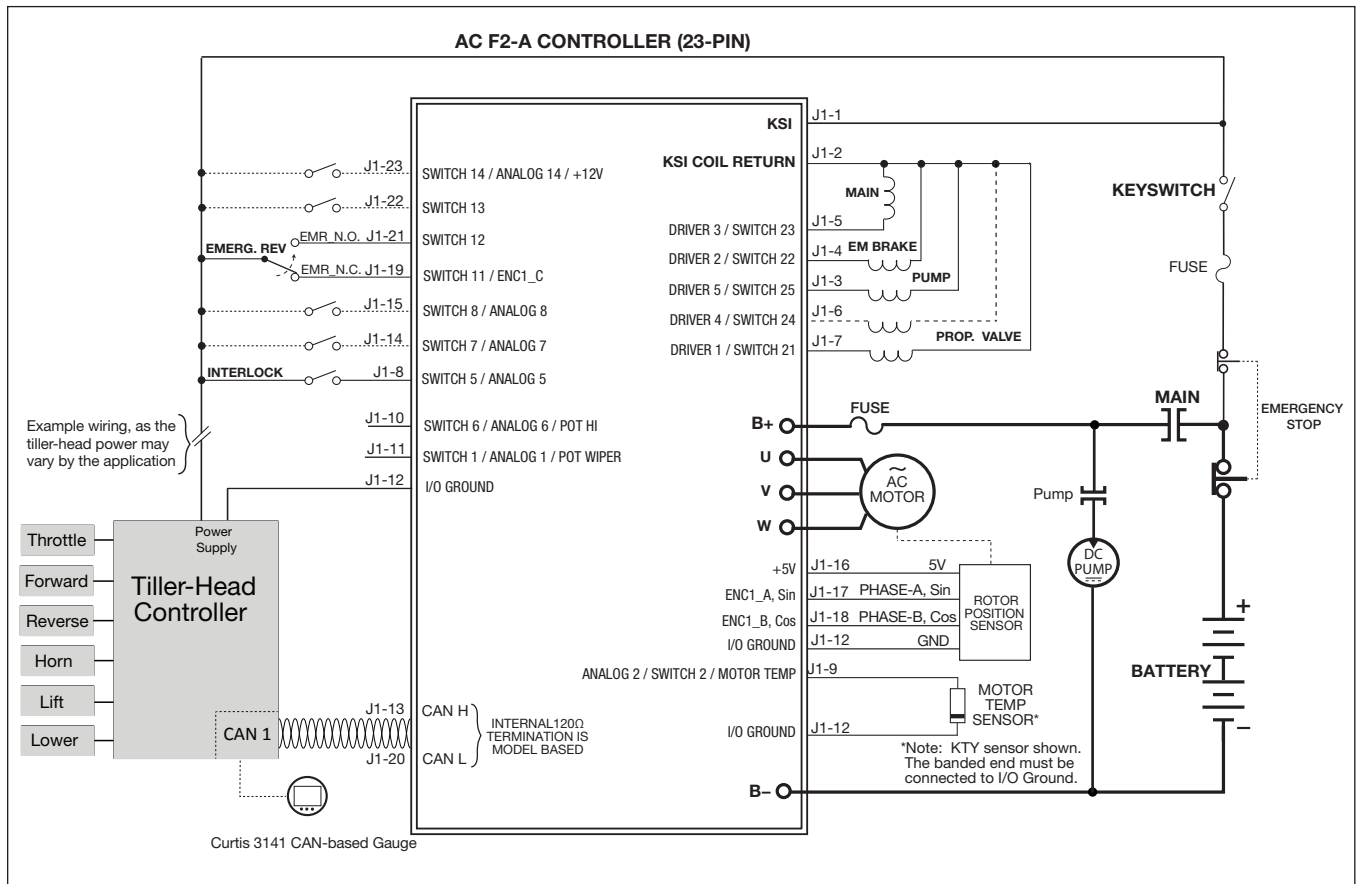 AC F2-A CONTROLLER (23-PIN)
J1-23
SWITCH 14 / ANALOG 14 / +12V
J1-22
SWITCH 13
EMR_N.O. J1-21
SWITCH 12
EMERG. REV
EMR_N.C. J1-19
SWITCH 11 / ENC1_C
J1-15
SWITCH 8 / ANALOG 8
J1-14
SWITCH 7 / ANALOG 7
INTERLOCK
J1-8
SWITCH 5 / ANALOG 5
J1-10
SWITCH 6 / ANALOG 6 / POT HI
J1-11
SWITCH 1 / ANALOG 1 / POT WIPER
J1-12
I/O GROUND
Example wiring, as the
tiller-head power may
vary by the application
Power
Supply
Tiller-Head
Controller
Throttle
Forward
Reverse
Horn
Lift
Lower
CAN 1
J1-13
CAN H
J1-20
CAN L
INTERNAL120Ω
TERMINATION IS
MODEL BASED
Curtis 3141 CAN-based Gauge
KSI
J1-1
KSI COIL RETURN
J1-2
MAIN
DRIVER 3 / SWITCH 23
J1-5
DRIVER 2 / SWITCH 22
J1-4
EM BRAKE
DRIVER 5 / SWITCH 25
J1-3
PUMP
DRIVER 4 / SWITCH 24
J1-6
DRIVER 1 / SWITCH 21
J1-7
PROP. VALVE
KEYSWITCH
FUSE
EMERGENCY
STOP
MAIN
B+
FUSE
U
V
W
AC
MOTOR
Pump
DC
PUMP
+5V
J1-16
5V
ENC1_A, Sin
J1-17
PHASE-A, Sin
ENC1_B, Cos
J1-18
PHASE-B, Cos
I/O GROUND
J1-12
GND
ROTOR
POSITION
SENSOR
ANALOG 2 / SWITCH 2 / MOTOR TEMP
J1-9
MOTOR
TEMP
SENSOR*
I/O GROUND
J1-12
*Note: KTY sensor shown.
The banded end must be
connected to I/O Ground.
B−
+
BATTERY
−